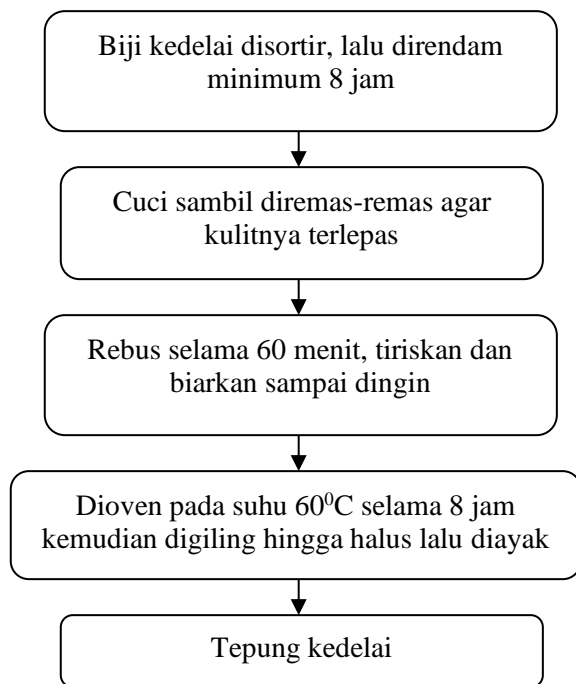 Biji kedelai disortir, lalu direndam
minimum 8 jam
Cuci sambil diremas-remas agar
kulitnya terlepas
Rebus selama 60 menit, tiriskan dan
biarkan sampai dingin
Dioven pada suhu 60⁰C selama 8 jam
kemudian digiling hingga halus lalu diayak
Tepung kedelai